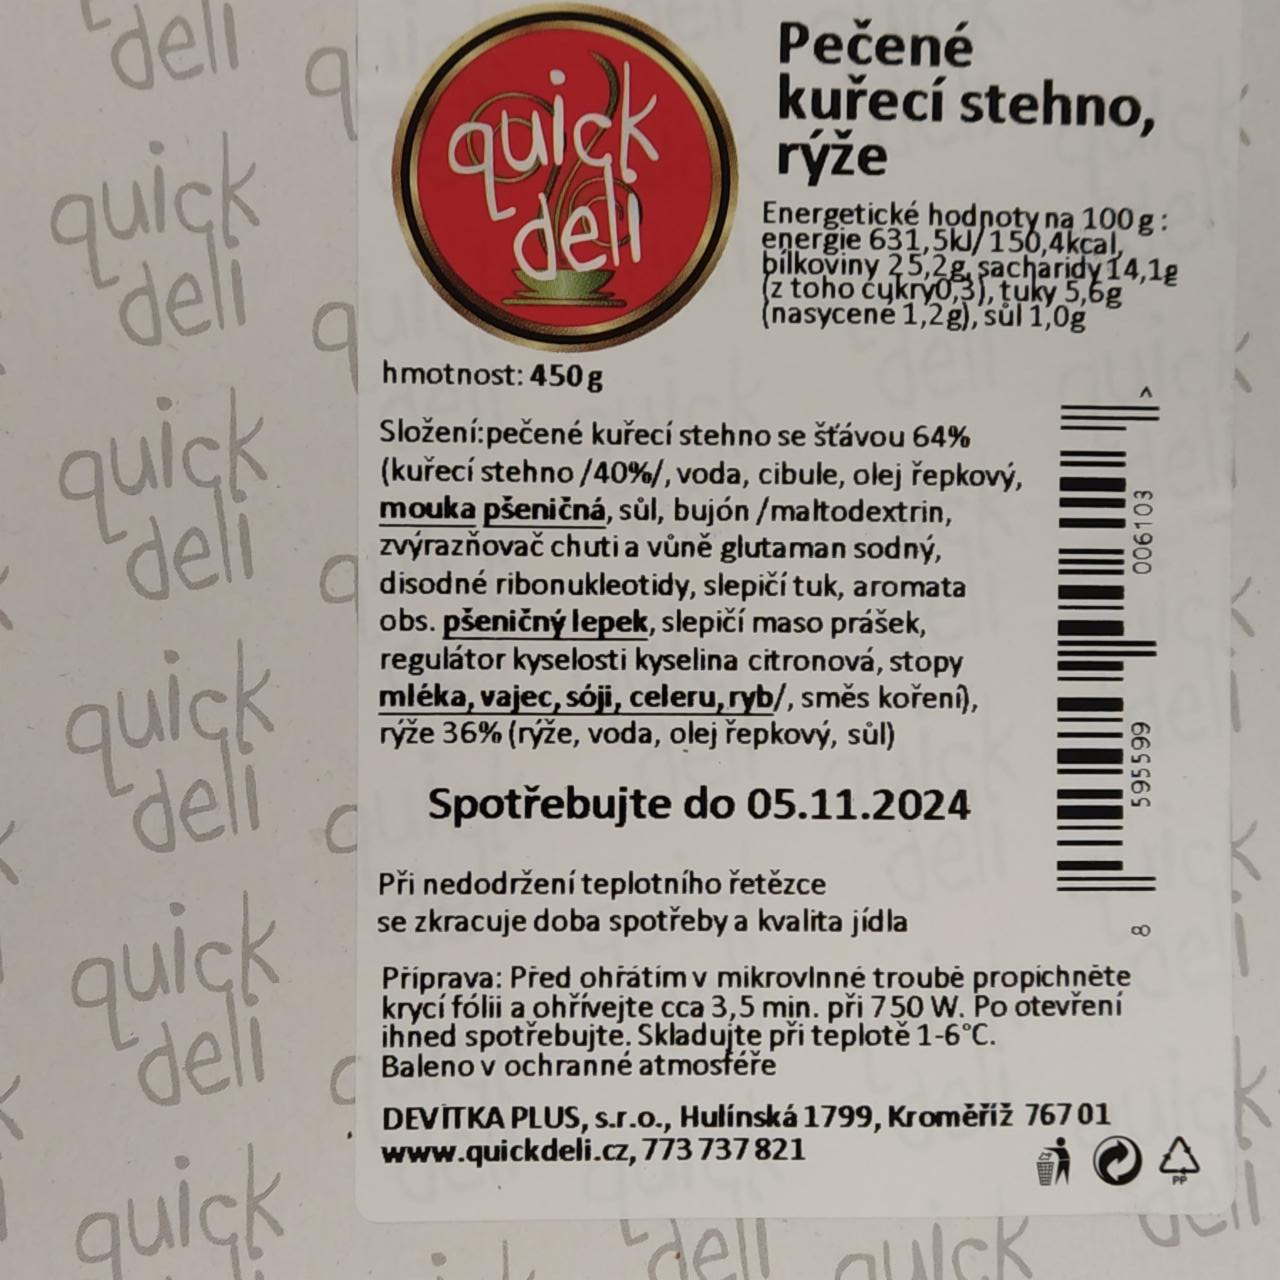 quick
deli
Pečené
kuřecí stehno,
rýže
Energetické hodnoty na 100 g :
energie 631,5kJ/ 150,4kcal,
bílkoviny 25,2g, sacharidy 14,1g
(z toho cukry0,3), tuky 5,6g
(nasycené 1,2g), sůl 1,0g
hmotnost: 450 g
Složení:pečené kuřecí stehno se šťávou 64%
(kuřecí stehno /40%/, voda, cibule, olej řepkový,
mouka pšeničná, sůl, bujón /maltodextrin,
zvýrazňovač chuti a vůně glutaman sodný,
disodné ribonukleotidy, slepičí tuk, aromata
obs. pšeničný lepek, slepičí maso prášek,
regulátor kyselosti kyselina citronová, stopy
mléka, vajec, sóji, celeru, ryb/, směs koření),
rýže 36% (rýže, voda, olej řepkový, sůl)
Spotřebujte do 05.11.2024
Při nedodržení teplotního řetězce
se zkracuje doba spotřeby a kvalita jídla
Příprava: Před ohřátím v mikrovlnné troubě propíchněte
krycí fólii a ohřívejte cca 3,5 min. při 750 W. Po otevření
ihned spotřebujte. Skladujte při teplotě 1-6°C.
Baleno v ochranné atmosféře
DEVÍTKA PLUS, s.r.o., Hulínská 1799, Kroměříž 767 01
www.quickdeli.cz, 773 737 821
PP
8 595599 006103 >
deli
quick
deli
quick
deli
quick
deli
quick
deli
quick
deli
quick
deli